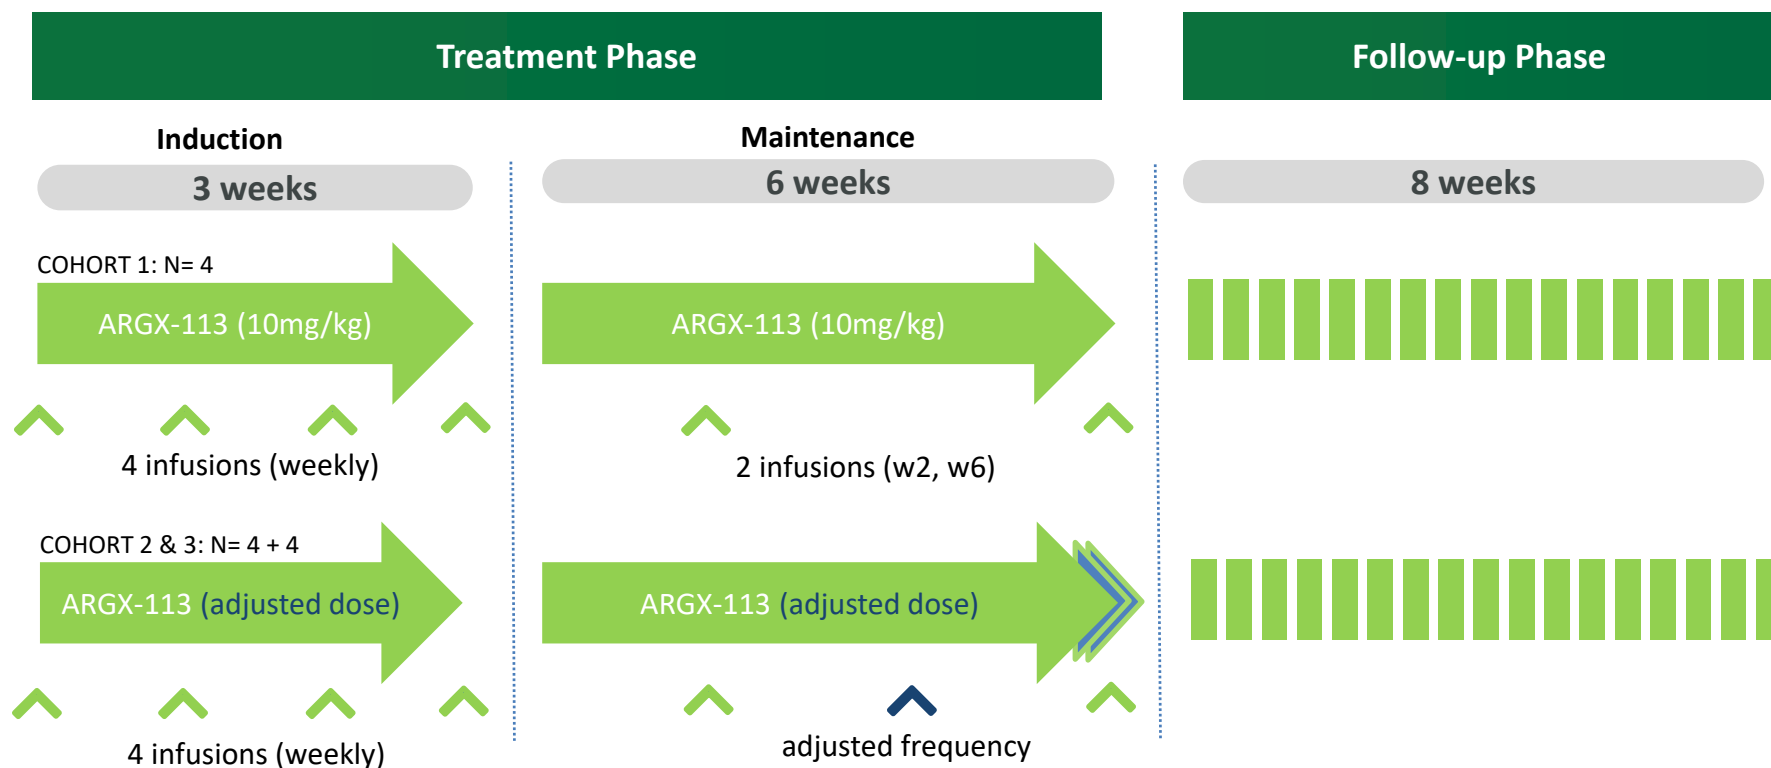 Treatment Phase
Follow-up Phase
Induction
Maintenance
3 weeks
6 weeks
8 weeks
COHORT 1: N= 4
ARGX-113 (10mg/kg)
ARGX-113 (10mg/kg)
4 infusions (weekly)
2 infusions (w2, w6)
COHORT 2 & 3: N= 4 + 4
ARGX-113 (adjusted dose)
ARGX-113 (adjusted dose)
4 infusions (weekly)
adjusted frequency